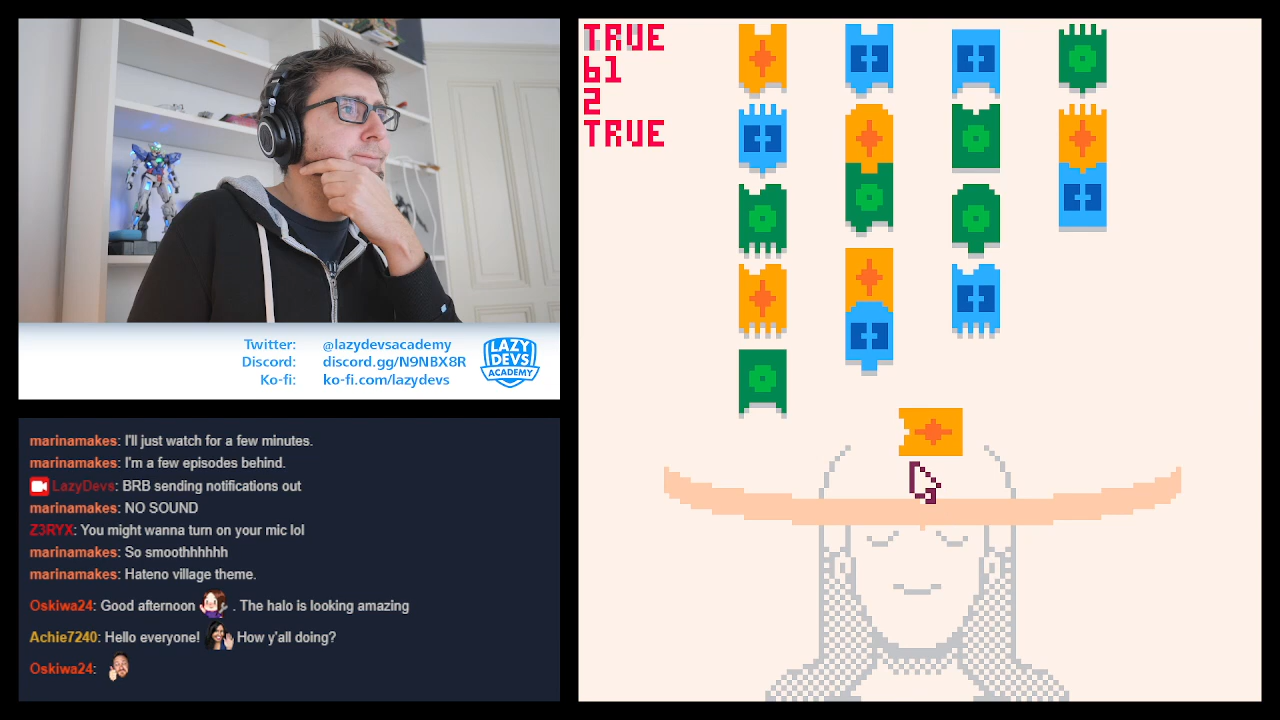 Twitter: @lazydevsacademy
Discord: discord.gg/N9NBX8R
Ko-fi: ko-fi.com/lazydevs
LAZY
DEVS
ACADEMY
marinamakes: I'll just watch for a few minutes.
marinamakes: I'm a few episodes behind.
LazyDevs: BRB sending notifications out
marinamakes: NO SOUND
Z3RYX: You might wanna turn on your mic lol
marinamakes: So smoothhhhhh
marinamakes: Hateno village theme.
Oskiwa24: Good afternoon . The halo is looking amazing
Achie7240: Hello everyone! How y'all doing?
Oskiwa24:
TRUE
61
2
TRUE